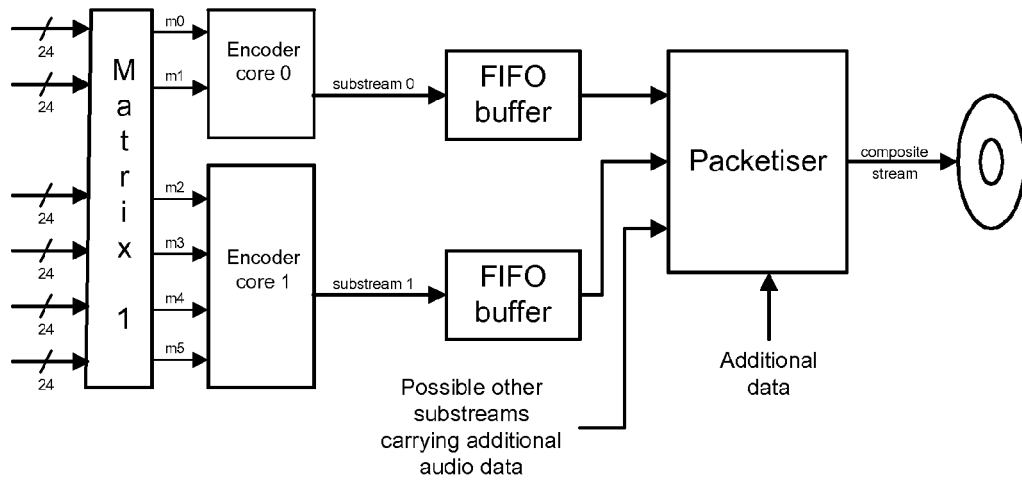 24
24
24
24
24
24
Matrix 1
m0
m1
m2
m3
m4
m5
Encoder
core 0
Encoder
core 1
substream 0
substream 1
FIFO
buffer
FIFO
buffer
Packetiser
composite
stream
Additional
data
Possible other
substreams
carrying additional
audio data